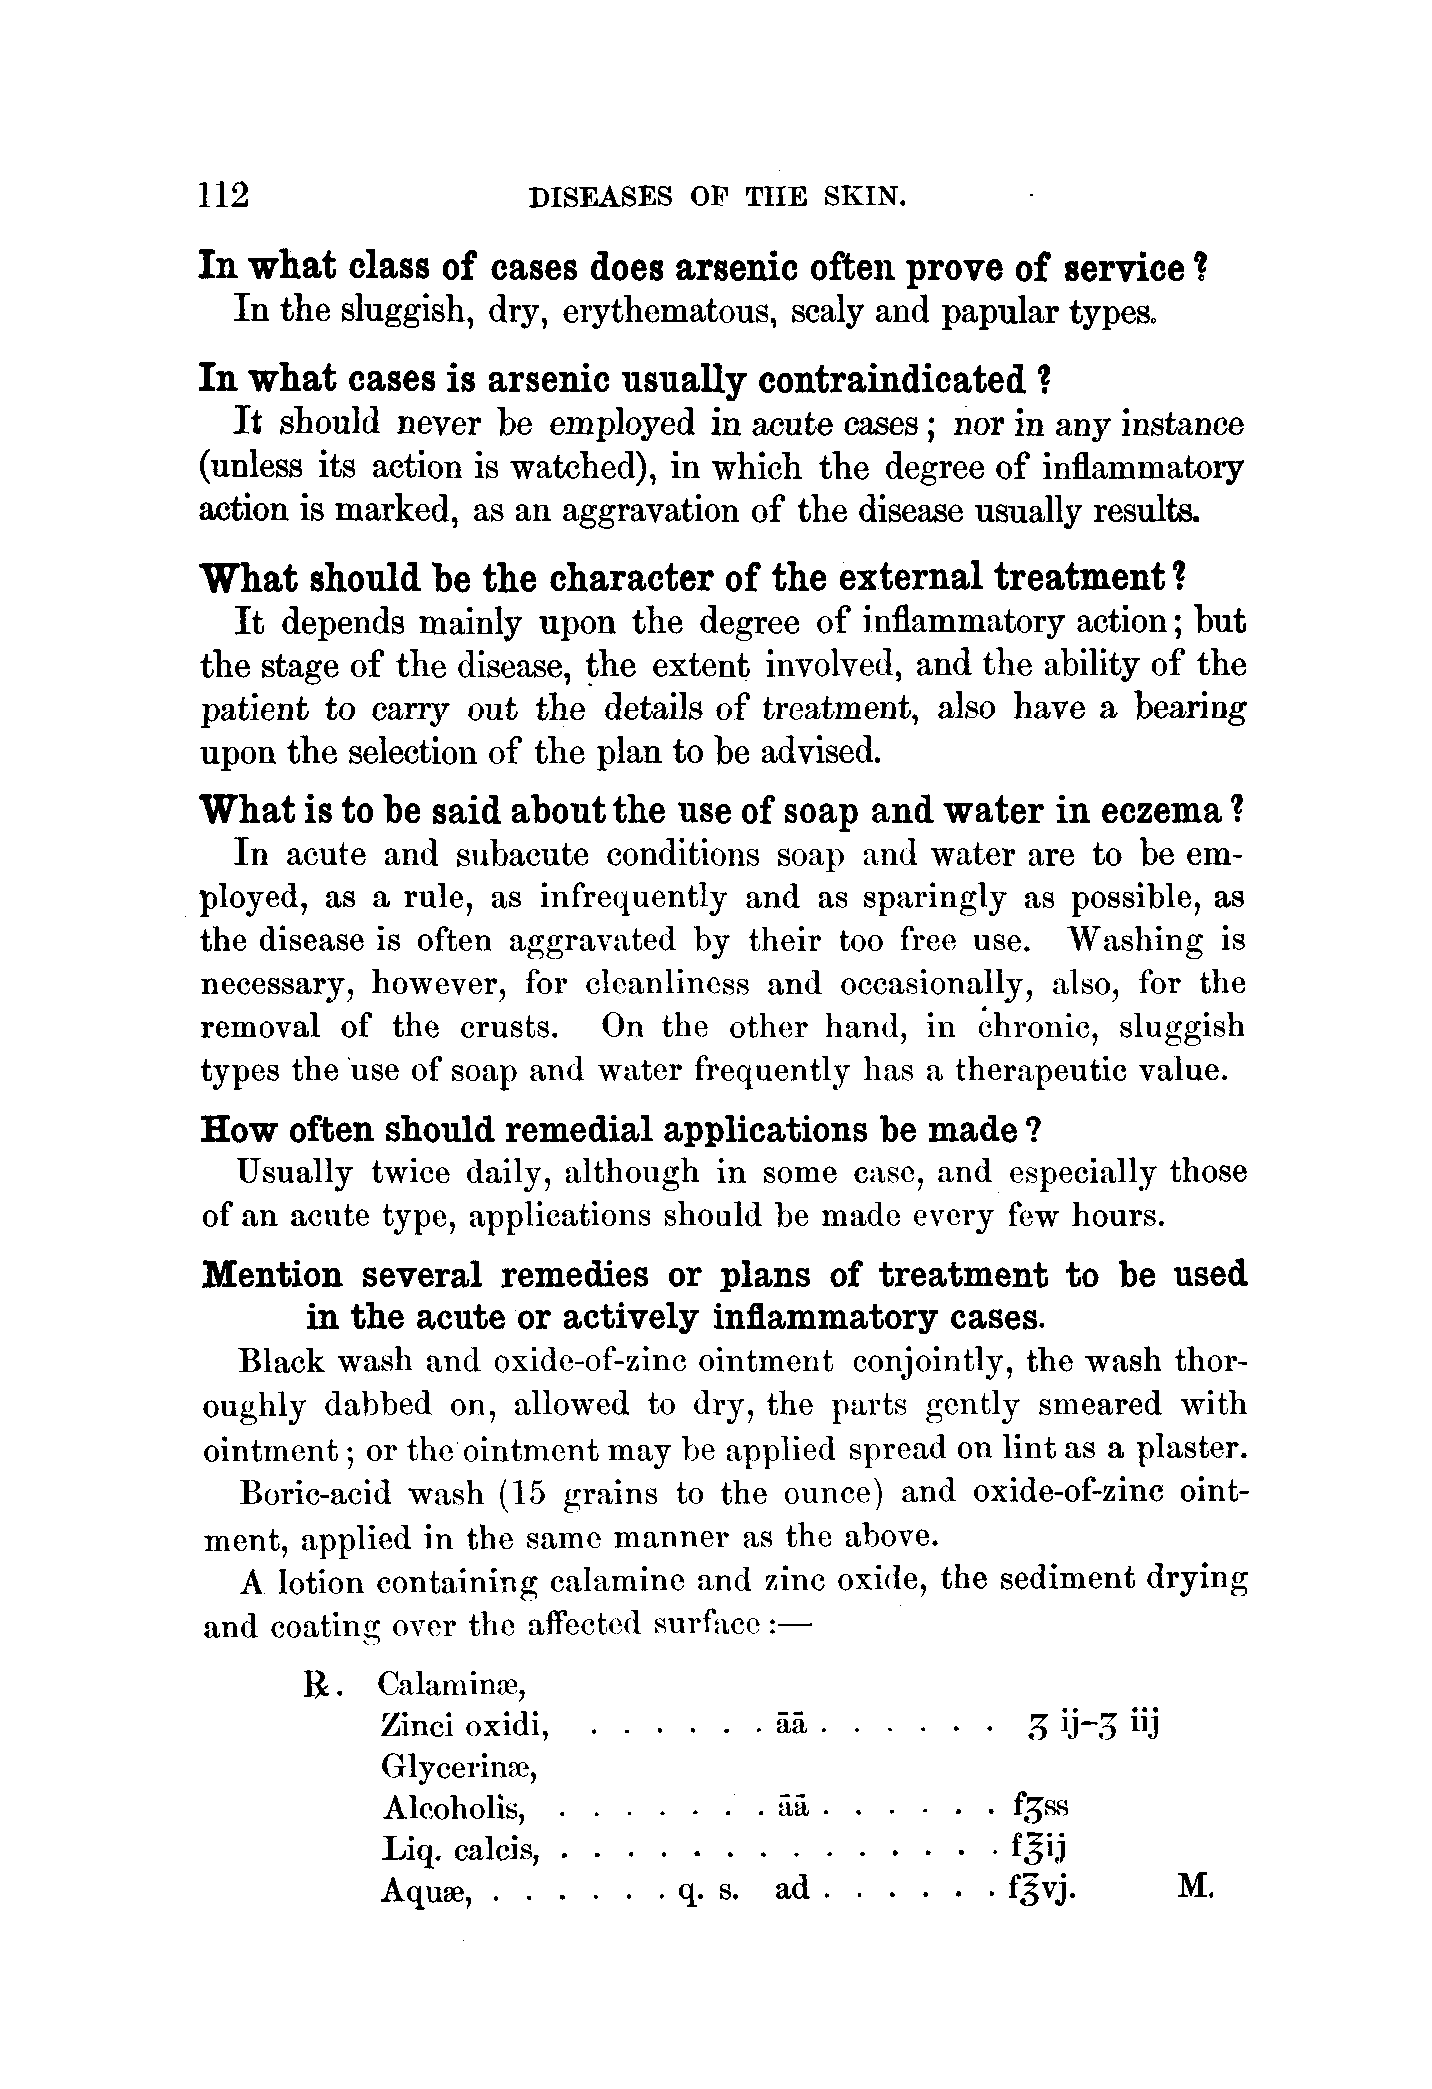 112 DISEASES OF THE SKIN.
In what class of cases does arsenic often prove of service?
In the sluggish, dry, erythematous, scaly and papular types.
In what cases is arsenic usually contraindicated?
It should never be employed in acute cases; nor in any instance
(unless its action is watched), in which the degree of inflammatory
action is marked, as an aggravation of the disease usually results.
What should be the character of the external treatment?
It depends mainly upon the degree of inflammatory action; but
the stage of the disease, the extent involved, and the ability of the
patient to carry out the details of treatment, also have a bearing
upon the selection of the plan to be advised.
What is to be said about the use of soap and water in eczema?
In acute and subacute conditions soap and water are to be em-
ployed, as a rule, as infrequently and as sparingly as possible, as
the disease is often aggravated by their too free use. Washing is
necessary, however, for cleanliness and occasionally, also, for the
removal of the crusts. On the other hand, in chronic, sluggish
types the use of soap and water frequently has a therapeutic value.
How often should remedial applications be made?
Usually twice daily, although in some case, and especially those
of an acute type, applications should be made every few hours.
Mention several remedies or plans of treatment to be used
in the acute or actively inflammatory cases.
Black wash and oxide-of-zinc ointment conjointly, the wash thor-
oughly dabbed on, allowed to dry, the parts gently smeared with
ointment; or the ointment may be applied spread on lint as a plaster.
Boric-acid wash (15 grains to the ounce) and oxide-of-zinc oint-
ment, applied in the same manner as the above.
A lotion containing calamine and zinc oxide, the sediment drying
and coating over the affected surface:—
℞. Calaminæ,
Zinci oxidi, . . . . . . āā . . . . . . ʒ ij–ʒ iij
Glycerinæ,
Alcoholis, . . . . . . . āā . . . . . . fʒss
Liq. calcis, . . . . . . . . . . . . . . f℥ij
Aquæ, . . . . . . q. s. ad . . . . . . f℥vj. M.